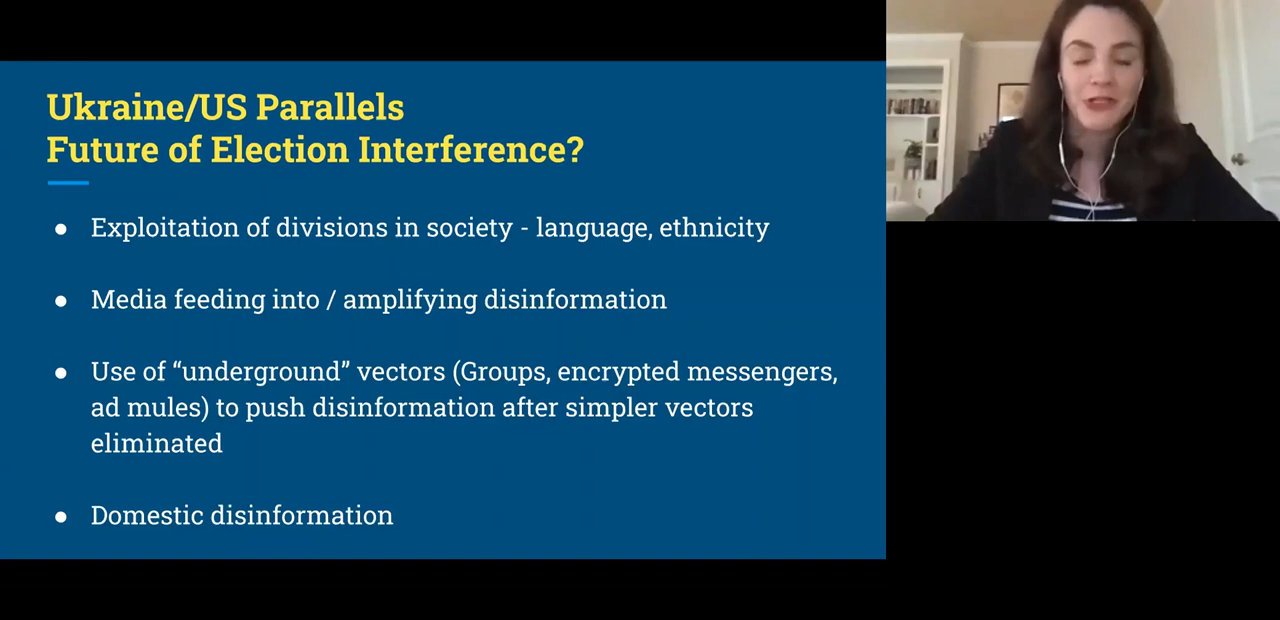 Ukraine/US Parallels
Future of Election Interference?
● Exploitation of divisions in society - language, ethnicity
● Media feeding into / amplifying disinformation
● Use of “underground” vectors (Groups, encrypted messengers,
ad mules) to push disinformation after simpler vectors
eliminated
● Domestic disinformation